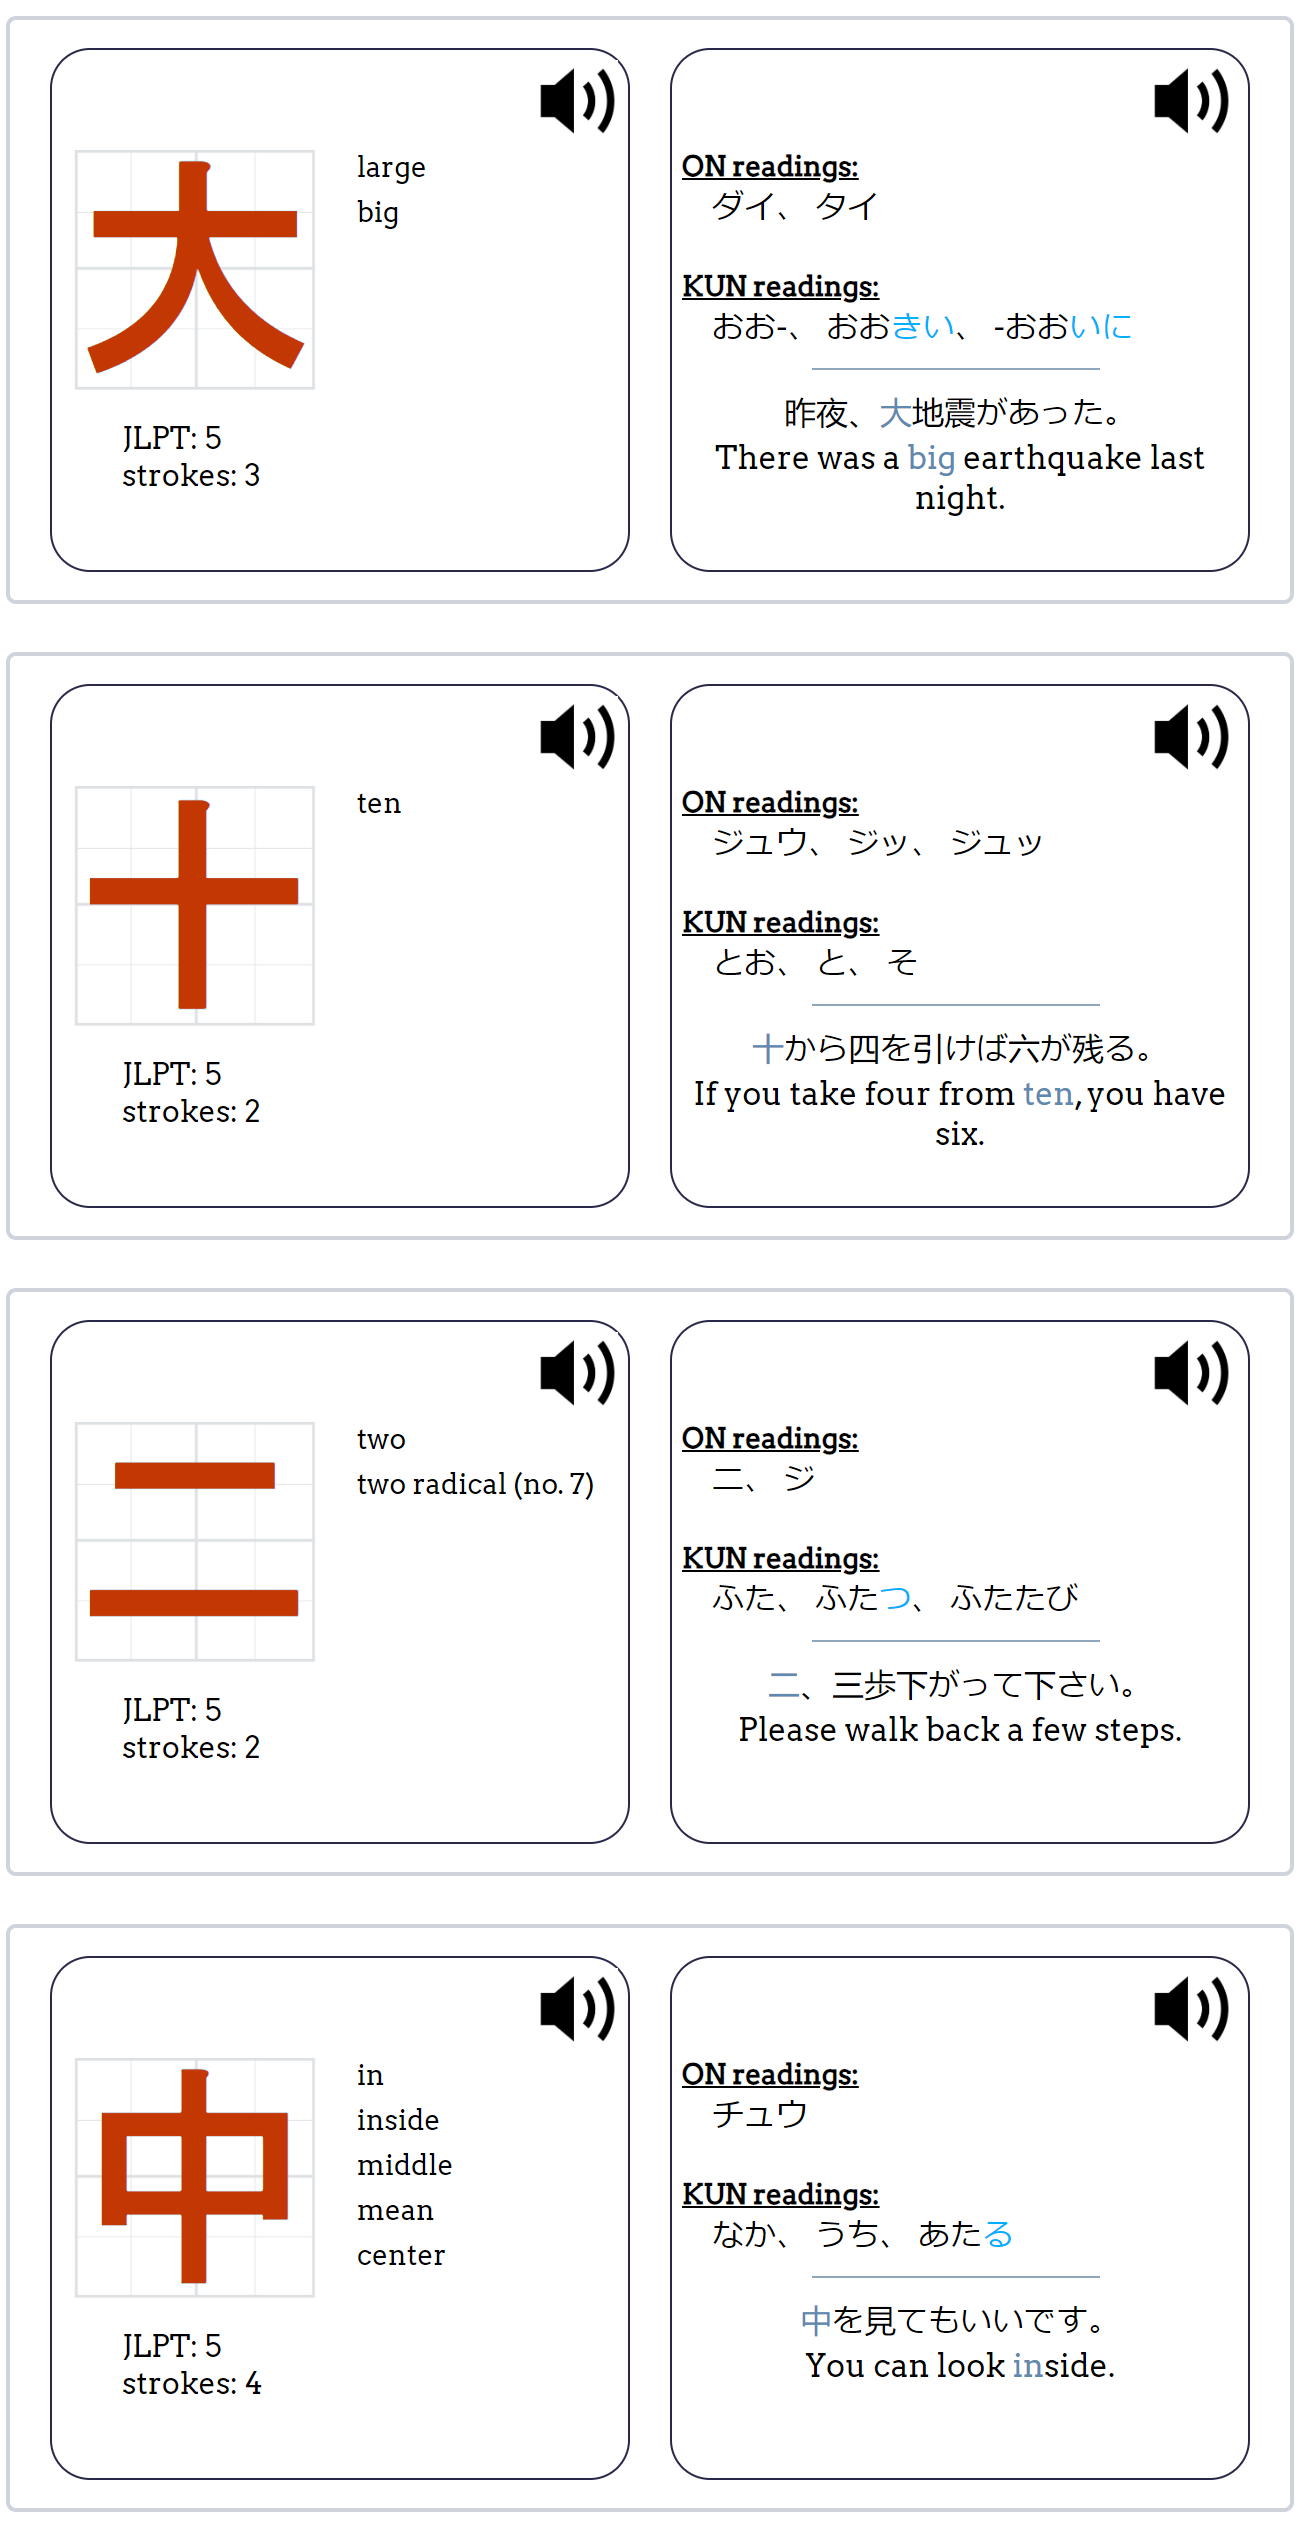 大
large
big
JLPT: 5
strokes: 3
ON readings:
ダイ、 タイ
KUN readings:
おお-、 おおきい、 -おおいに
昨夜、大地震があった。
There was a big earthquake last
night.
十
ten
JLPT: 5
strokes: 2
ON readings:
ジュウ、 ジッ、 ジュッ
KUN readings:
とお、 と、 そ
十から四を引けば六が残る。
If you take four from ten, you have
six.
二
two
two radical (no. 7)
JLPT: 5
strokes: 2
ON readings:
ニ、 ジ
KUN readings:
ふた、 ふたつ、 ふたたび
二、三歩下がって下さい。
Please walk back a few steps.
中
in
inside
middle
mean
center
JLPT: 5
strokes: 4
ON readings:
チュウ
KUN readings:
なか、 うち、 あたる
中を見てもいいです。
You can look inside.